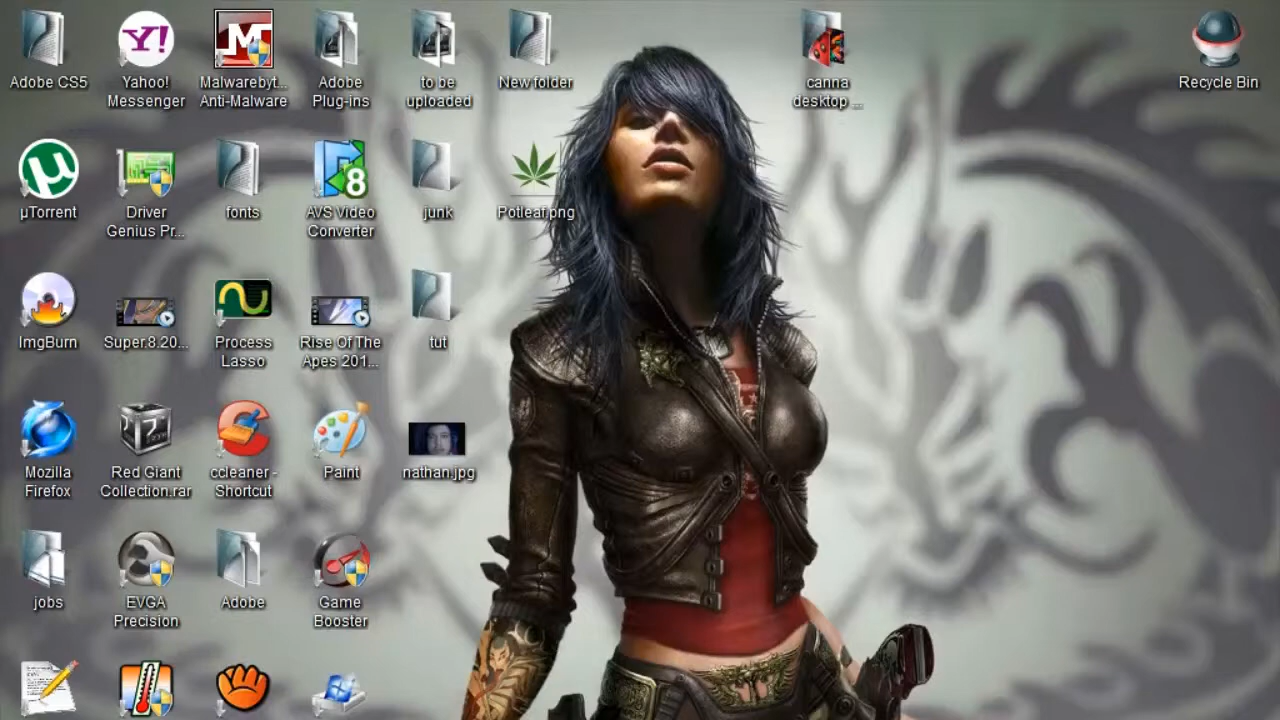 Adobe CS5
Y!
Yahoo!
Messenger
M
Malwarebyt...
Anti-Malware
Adobe
Plug-ins
to be
uploaded
New folder
canna
desktop ...
Recycle Bin
µ
µTorrent
Driver
Genius Pr...
fonts
8
AVS Video
Converter
junk
Potleaf.png
ImgBurn
Super.8.20...
Process
Lasso
Rise Of The
Apes 201...
tut
Mozilla
Firefox
Red Giant
Collection.rar
ccleaner -
Shortcut
Paint
nathan.jpg
jobs
EVGA
Precision
Adobe
Game
Booster